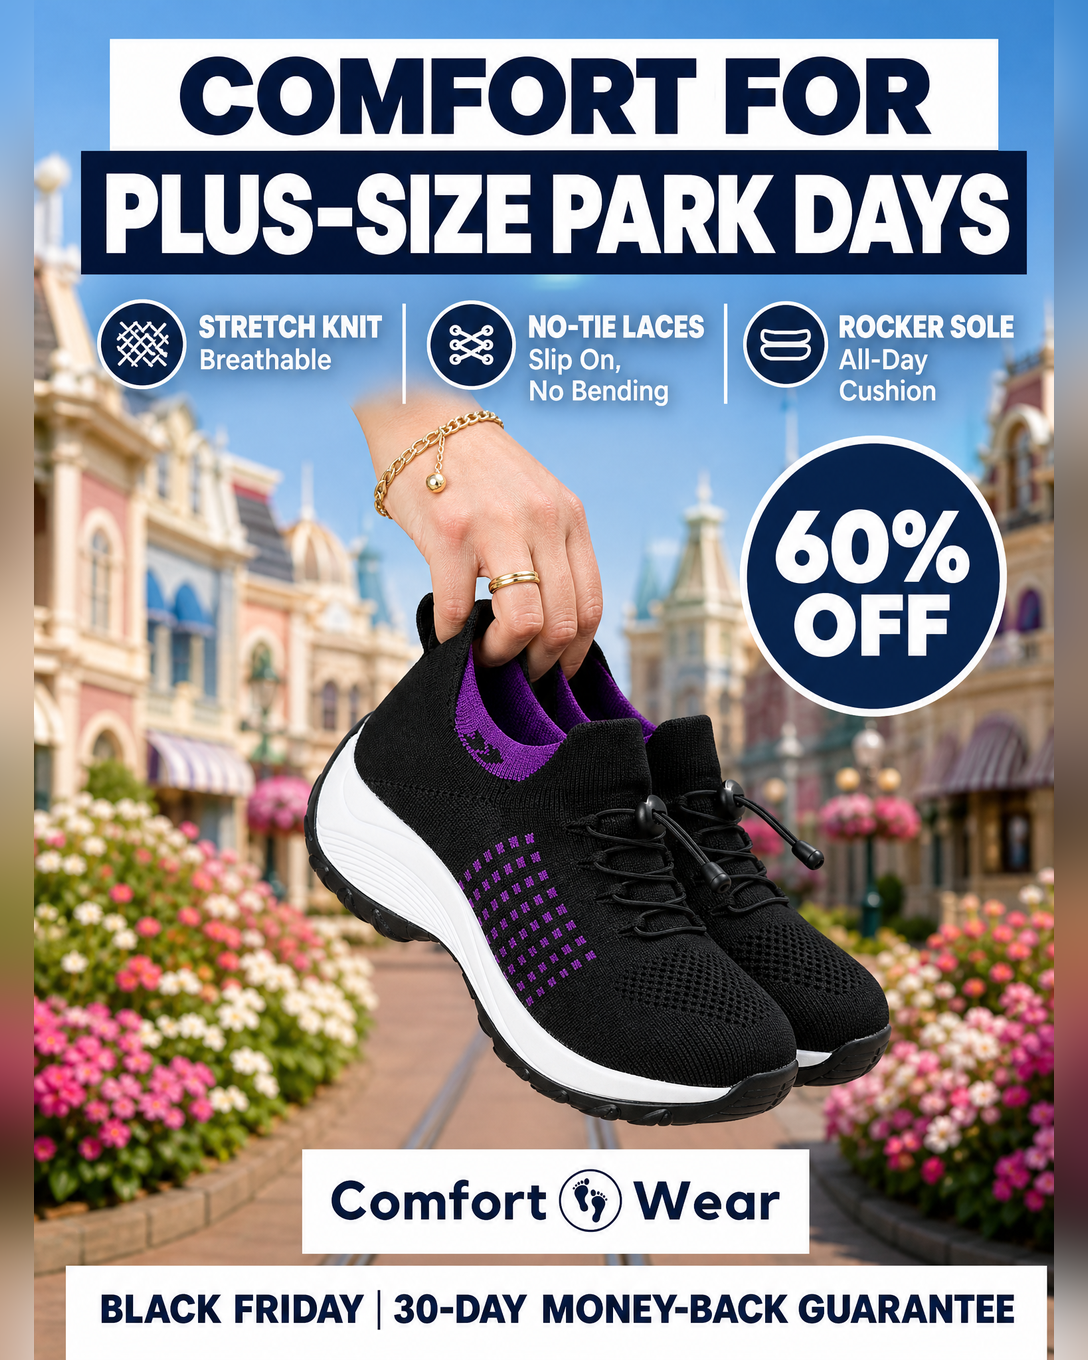 COMFORT FOR
PLUS-SIZE PARK DAYS
STRETCH KNIT
Breathable
NO-TIE LACES
Slip On,
No Bending
ROCKER SOLE
All-Day
Cushion
60%
OFF
Comfort Wear
BLACK FRIDAY | 30-DAY MONEY-BACK GUARANTEE